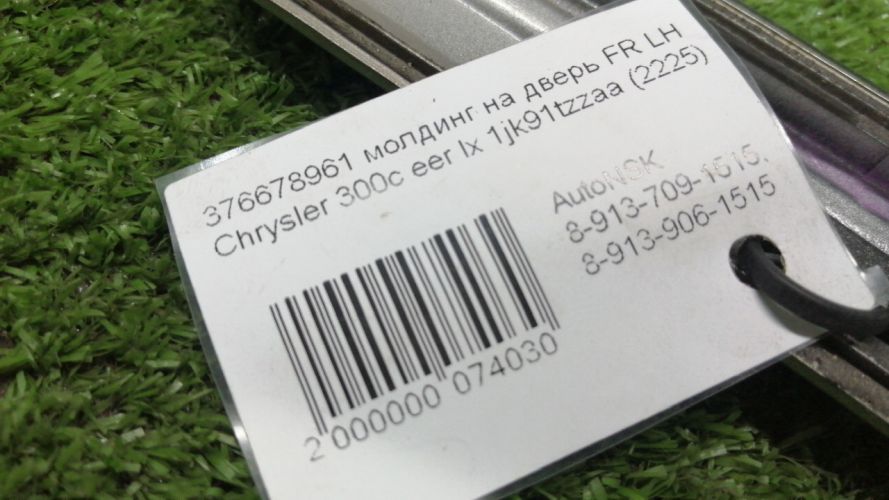 376678961 молдинг на дверь FR LH
Chrysler 300c eer lx 1jk91tzzaa (2225)
AutoNSK
8-913-709-1515,
8-913-906-1515
2 000000 074030